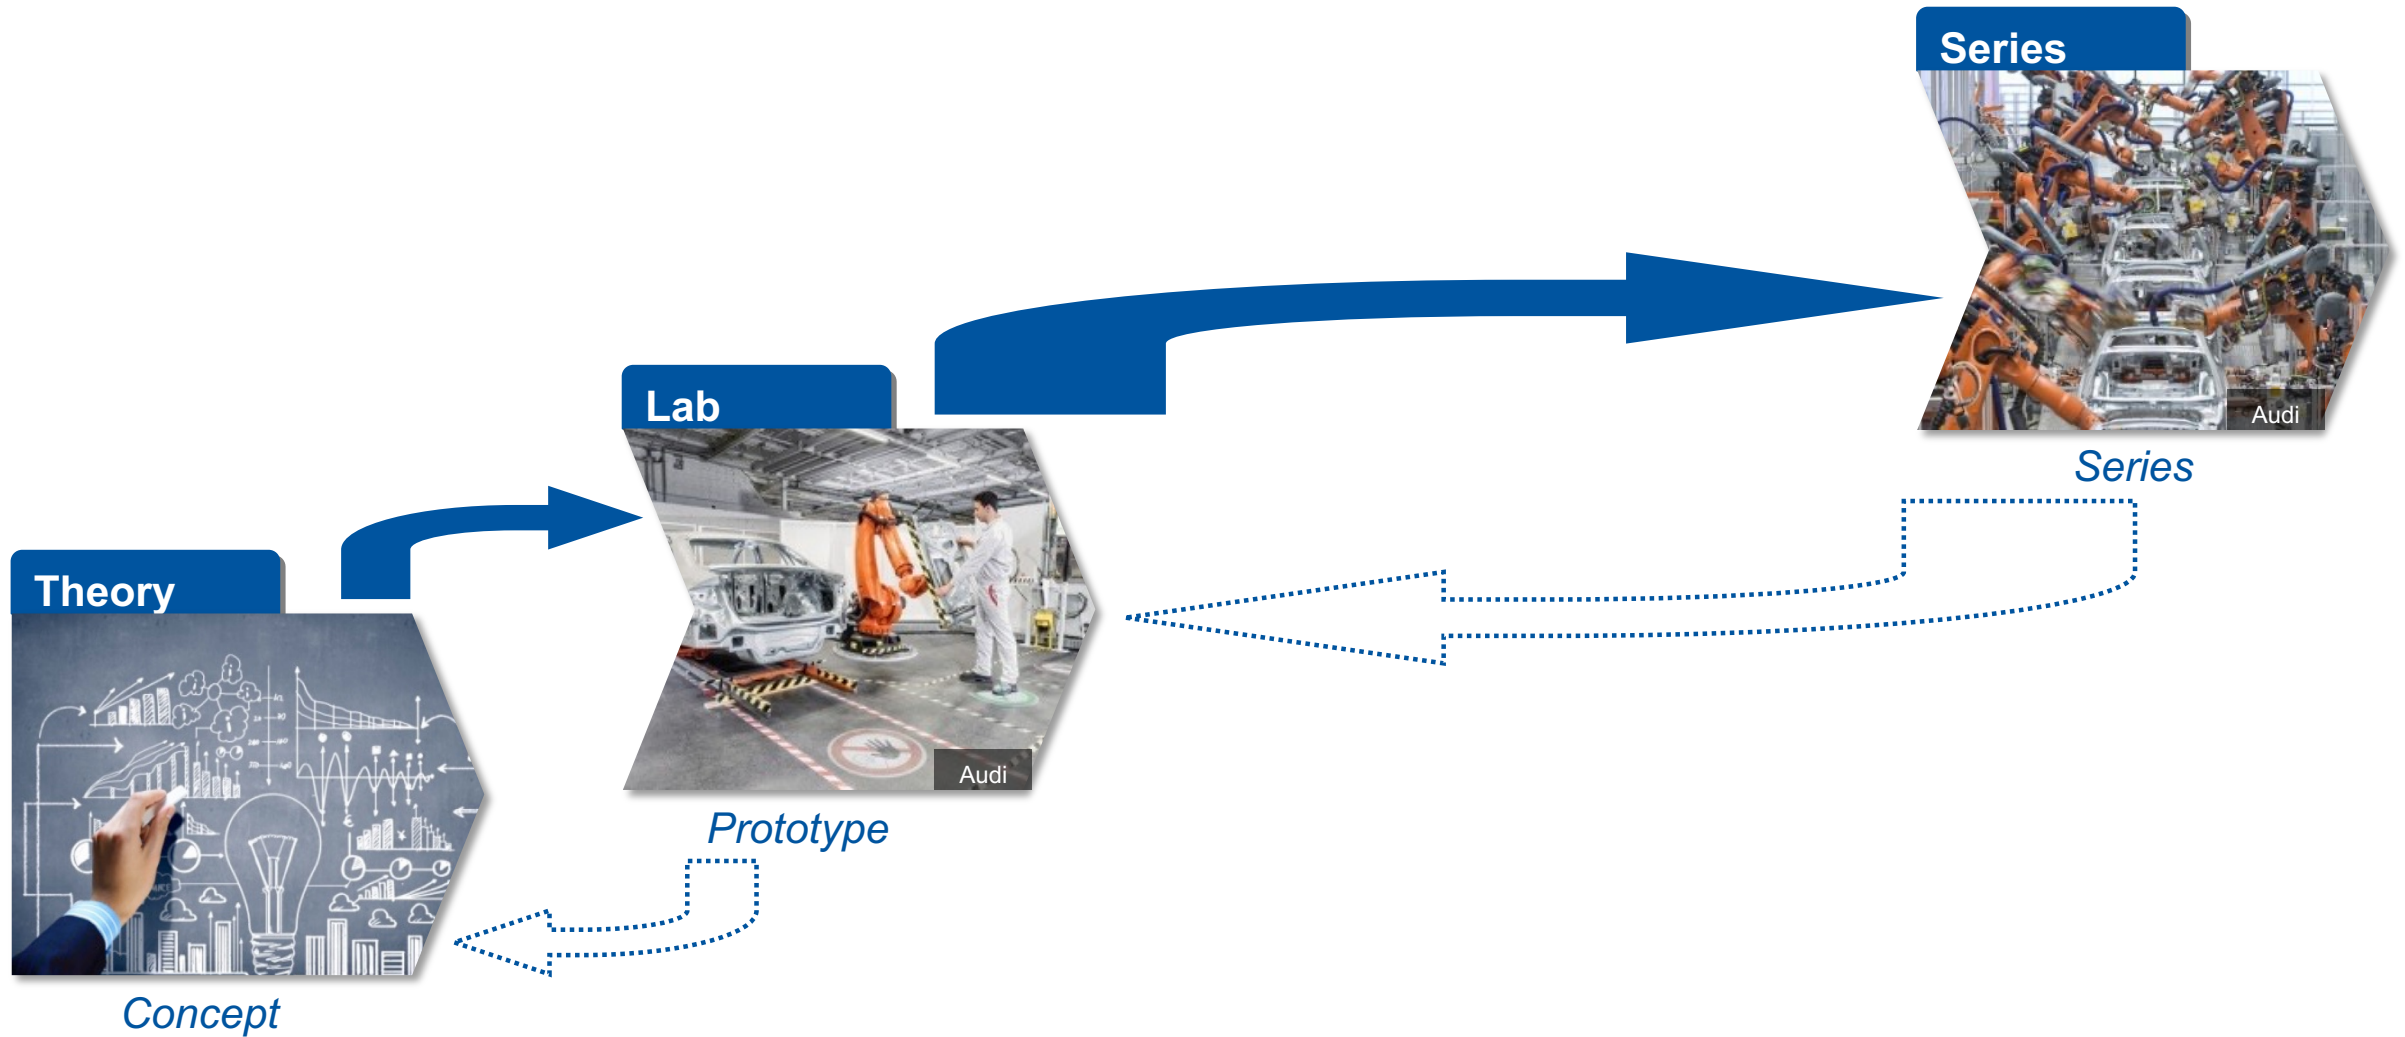 Series
Audi
Series
Lab
Audi
Prototype
Theory
Concept